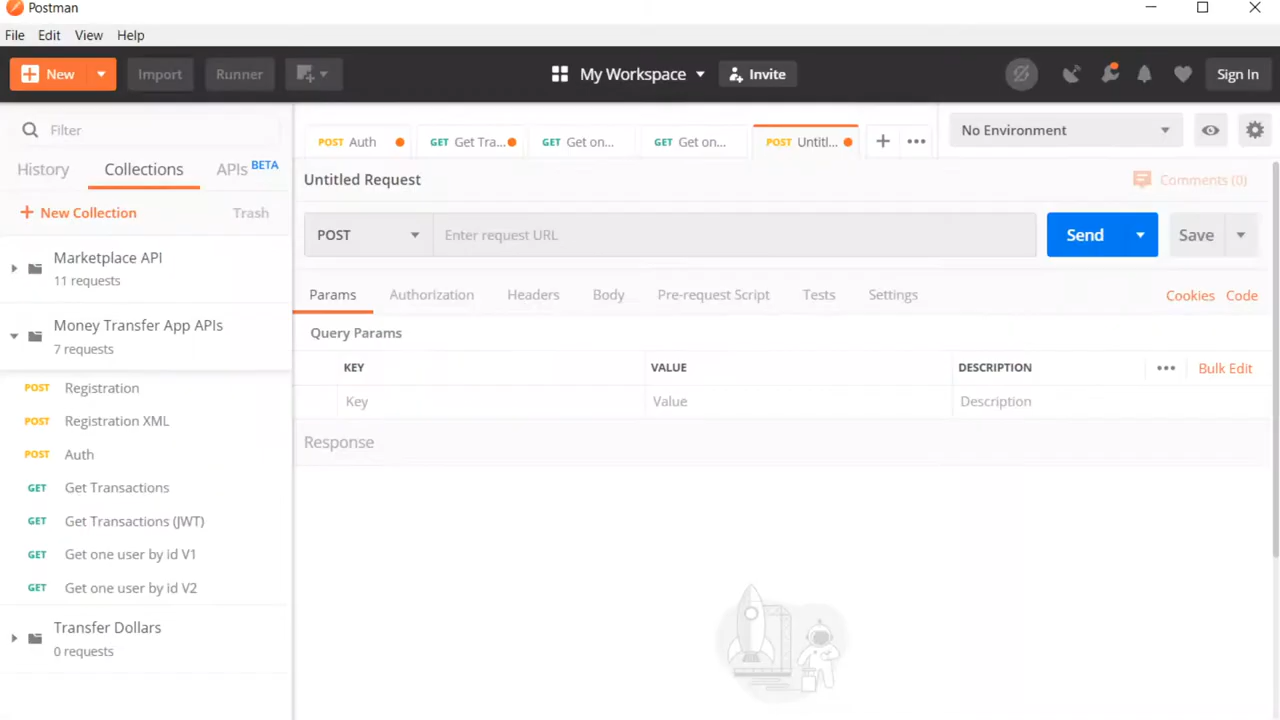 Postman
File Edit View Help
New Import Runner My Workspace Invite Sign In
Filter
History Collections APIs BETA
New Collection Trash
Marketplace API
11 requests
Money Transfer App APIs
7 requests
POST Registration
POST Registration XML
POST Auth
GET Get Transactions
GET Get Transactions (JWT)
GET Get one user by id V1
GET Get one user by id V2
Transfer Dollars
0 requests
POST Auth GET Get Tra... GET Get on... GET Get on... POST Untitl... No Environment
Untitled Request Comments (0)
POST Enter request URL Send Save
Params Authorization Headers Body Pre-request Script Tests Settings Cookies Code
Query Params
KEY VALUE DESCRIPTION Bulk Edit
Key Value Description
Response